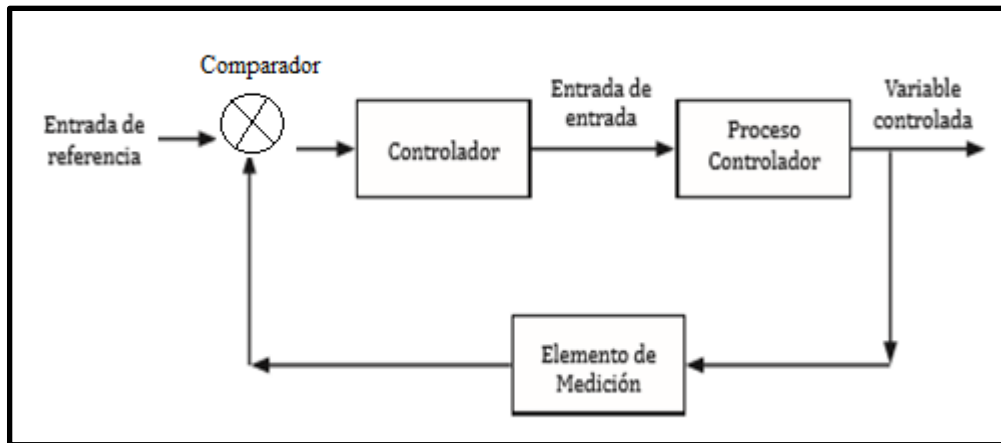 Comparador
Entrada de
referencia
Controlador
Entrada de
entrada
Proceso
Controlador
Variable
controlada
Elemento de
Medición